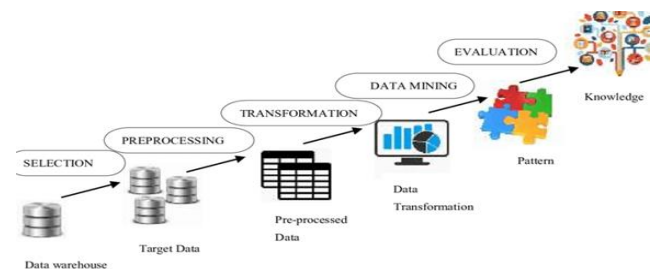 EVALUATION
Knowledge
DATA MINING
TRANSFORMATION
Pattern
PREPROCESSING
Data
Transformation
SELECTION
Pre-processed
Data
Target Data
Data warehouse